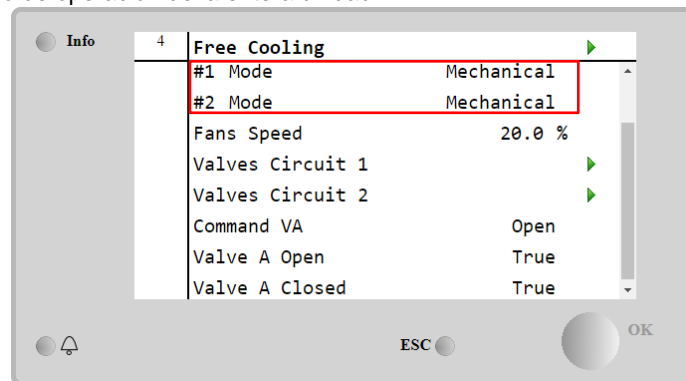 Info
4 Free Cooling
#1 Mode Mechanical
#2 Mode Mechanical
Fans Speed 20.0 %
Valves Circuit 1
Valves Circuit 2
Command VA Open
Valve A Open True
Valve A Closed True
ESC
OK